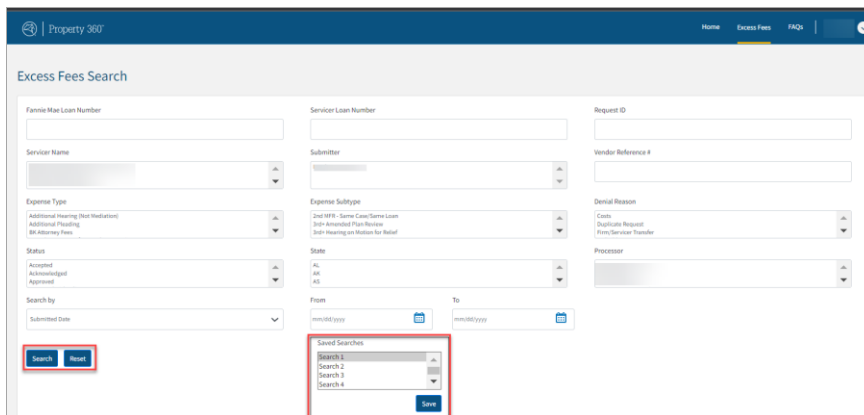 Property 360°
Home Excess Fees FAQs
Excess Fees Search
Fannie Mae Loan Number Servicer Loan Number Request ID
Servicer Name Submitter Vendor Reference #
Expense Type Expense Subtype Denial Reason
Additional Hearing (Not Mediation) 2nd MFR - Same Case/Same Loan Costs
Additional Pleading 3rd+ Amended Plan Review Duplicate Request
BK Attorney Fees 3rd+ Hearing on Motion for Relief Firm/Servicer Transfer
Status State Processor
Accepted AL
Acknowledged AK
Approved AS
Search by From To
Submitted Date mm/dd/yyyy mm/dd/yyyy
Saved Searches
Search Reset Search 1
Search 2
Search 3
Search 4
Save